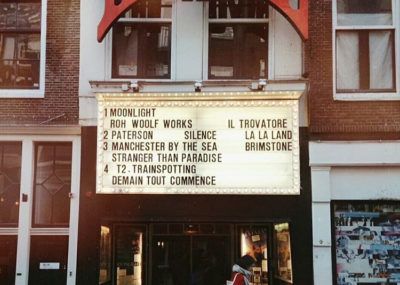 1 MOONLIGHT
ROH WOOLF WORKS IL TROVATORE
2 PATERSON SILENCE LA LA LAND
3 MANCHESTER BY THE SEA BRIMSTONE
STRANGER THAN PARADISE
4 T2. TRAINSPOTTING
DEMAIN TOUT COMMENCE